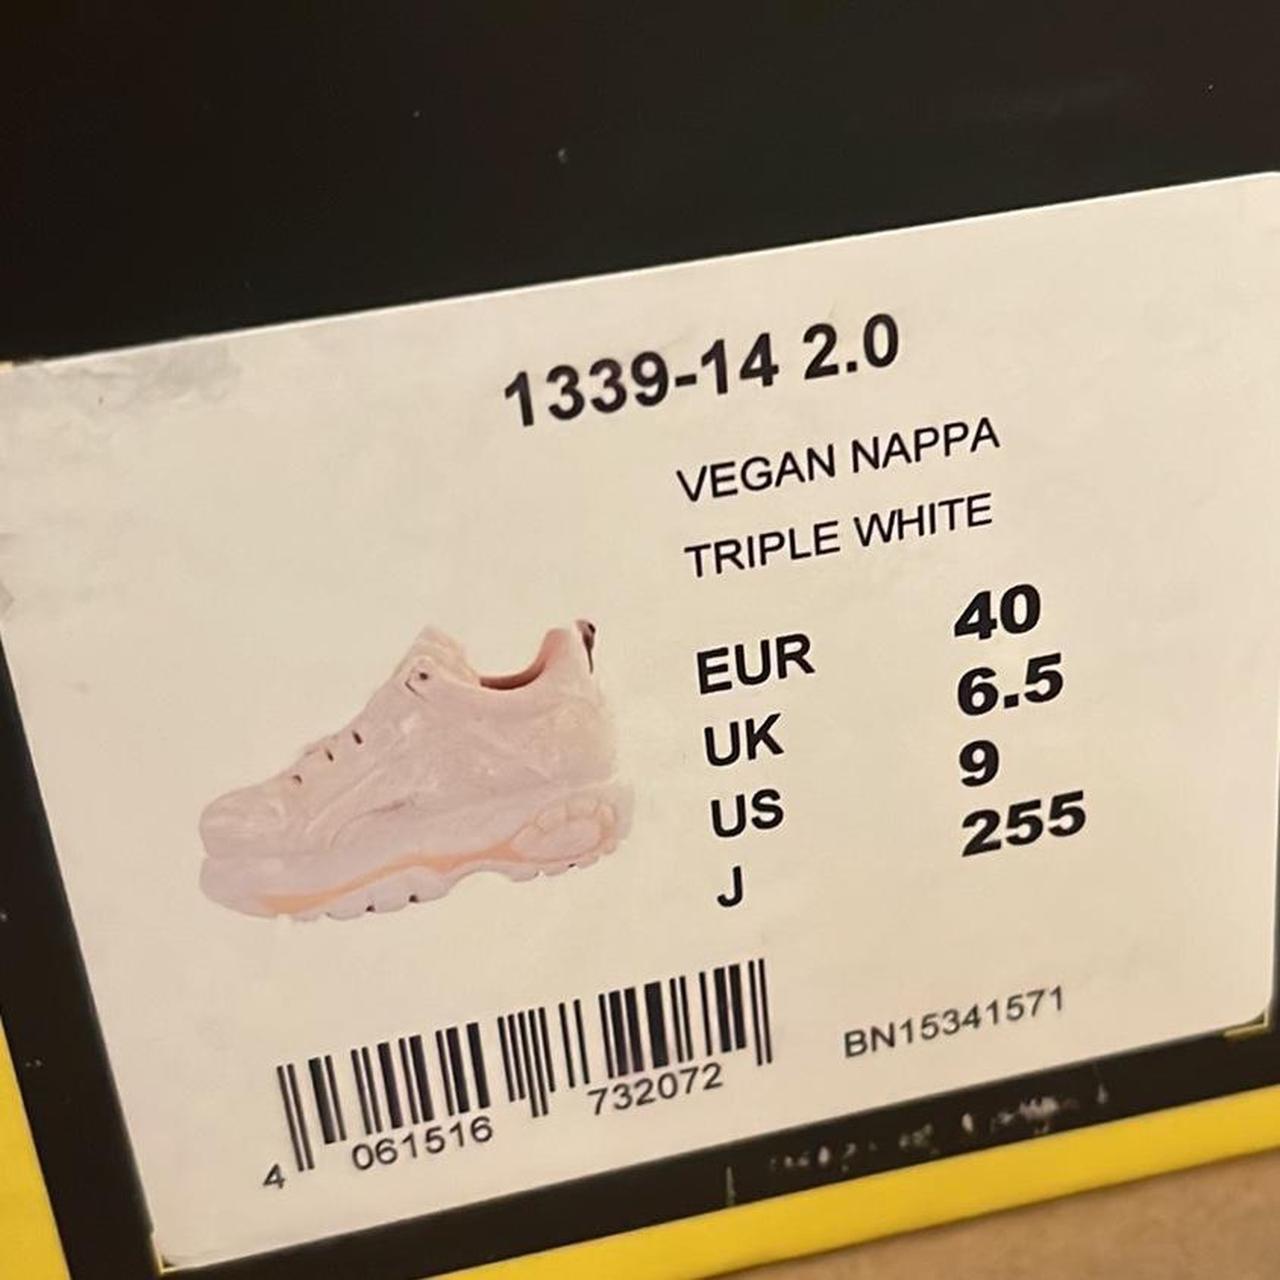 1339-14 2.0
VEGAN NAPPA
TRIPLE WHITE
EUR 40
UK 6.5
US 9
J 255
4 061516 732072
BN15341571